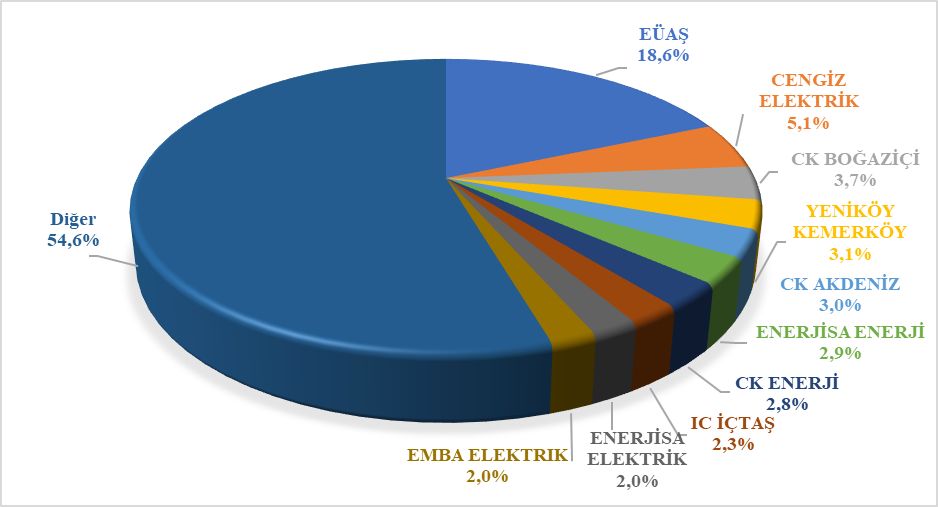 EÜAŞ
18,6%
CENGİZ
ELEKTRİK
5,1%
CK BOĞAZİÇİ
3,7%
YENİKÖY
KEMERKÖY
3,1%
CK AKDENİZ
3,0%
ENERJİSA ENERJİ
2,9%
CK ENERJİ
2,8%
IC İÇTAŞ
2,3%
ENERJİSA
ELEKTRİK
2,0%
EMBA ELEKTRIK
2,0%
Diğer
54,6%